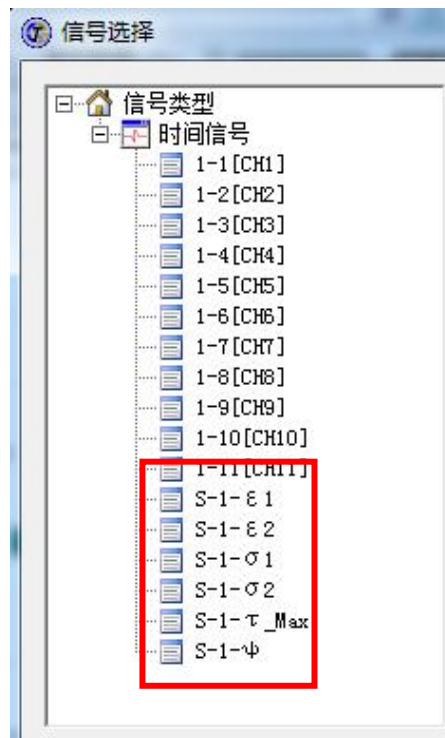 信号选择
信号类型
时间信号
1-1[CH1]
1-2[CH2]
1-3[CH3]
1-4[CH4]
1-5[CH5]
1-6[CH6]
1-7[CH7]
1-8[CH8]
1-9[CH9]
1-10[CH10]
1-11[CH11]
S-1-ε1
S-1-ε2
S-1-σ1
S-1-σ2
S-1-τ_Max
S-1-ψ